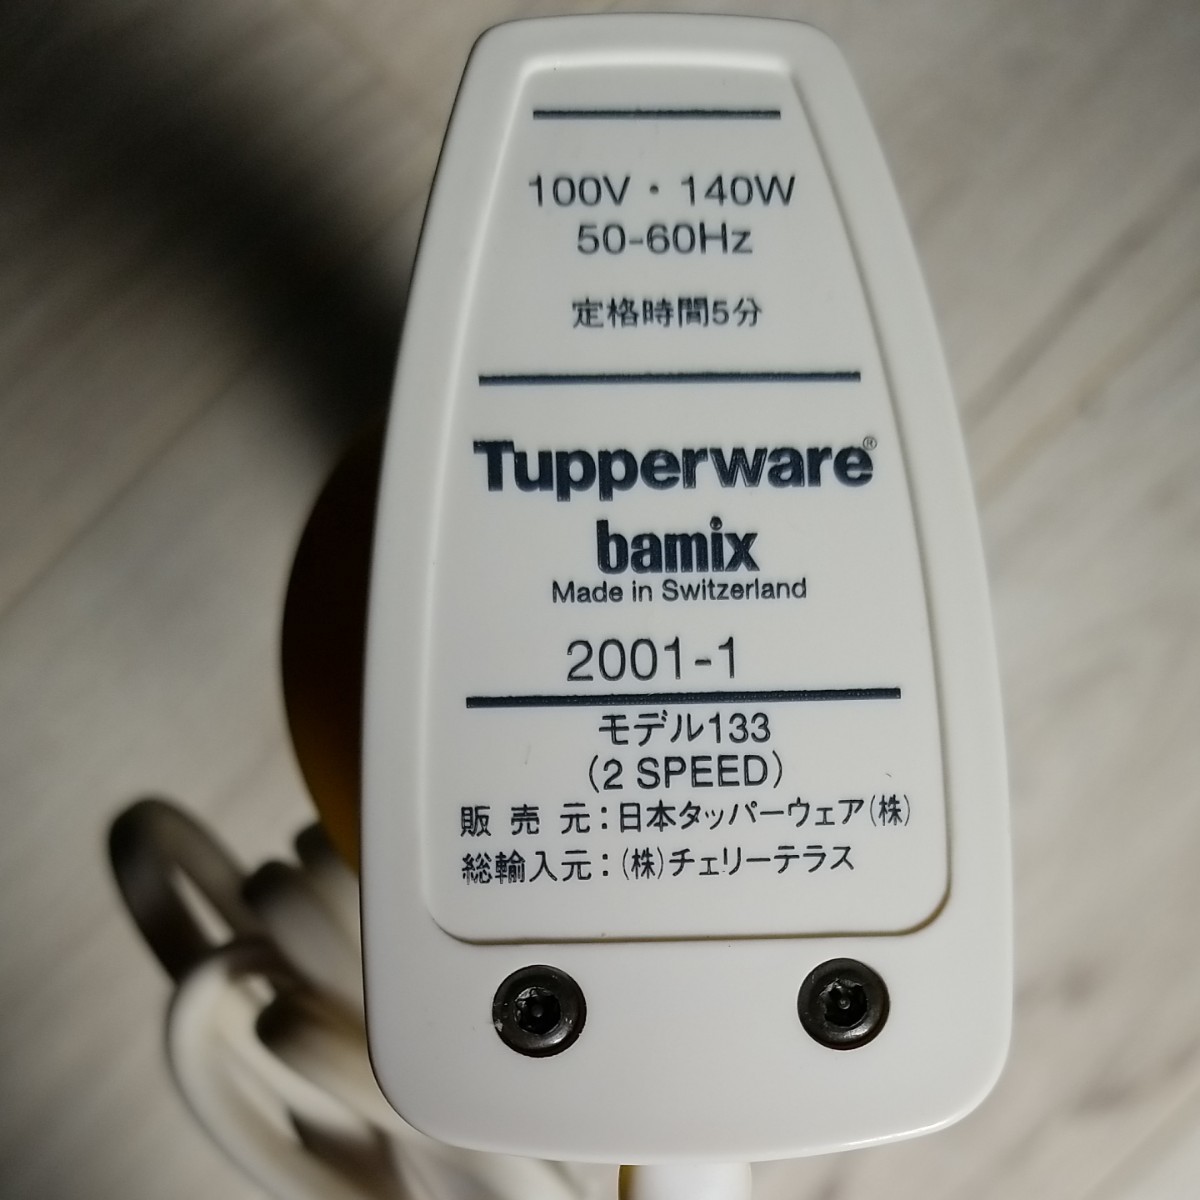 100V・140W
50-60Hz
定格時間5分
Tupperware®
bamix
Made in Switzerland
2001-1
モデル133
(2 SPEED)
販売元:日本タッパーウェア(株)
総輸入元:(株)チェリーテラス